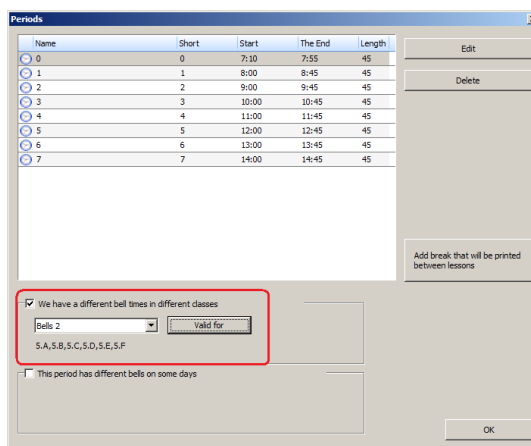 Periods
Name Short Start The End Length
0 0 7:10 7:55 45
1 1 8:00 8:45 45
2 2 9:00 9:45 45
3 3 10:00 10:45 45
4 4 11:00 11:45 45
5 5 12:00 12:45 45
6 6 13:00 13:45 45
7 7 14:00 14:45 45
Edit
Delete
Add break that will be printed
between lessons
We have a different bell times in different classes
Bells 2 Valid for
5.A,5.B,5.C,5.D,5.E,5.F
This period has different bells on some days
OK